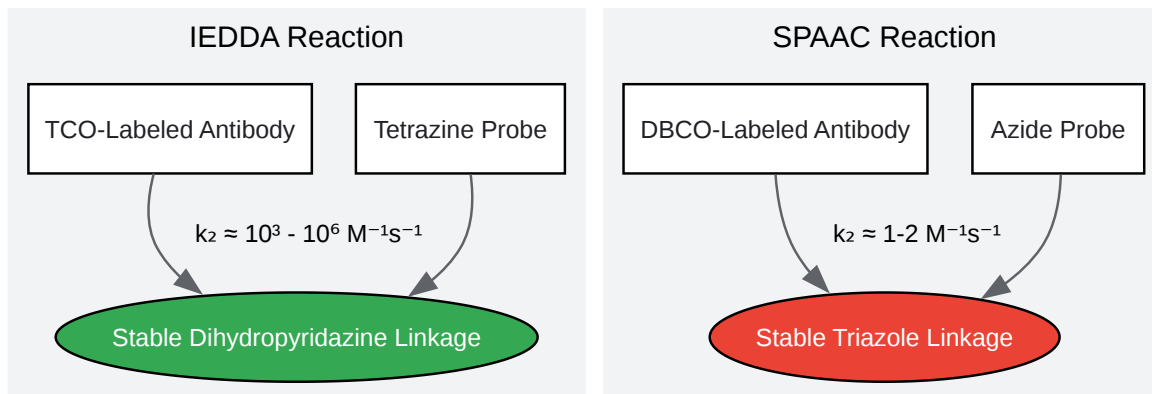 IEDDA Reaction
TCO-Labeled Antibody
Tetrazine Probe
k₂ ≈ 10³ - 10⁶ M⁻¹s⁻¹
Stable Dihydropyridazine Linkage
SPAAC Reaction
DBCO-Labeled Antibody
Azide Probe
k₂ ≈ 1-2 M⁻¹s⁻¹
Stable Triazole Linkage